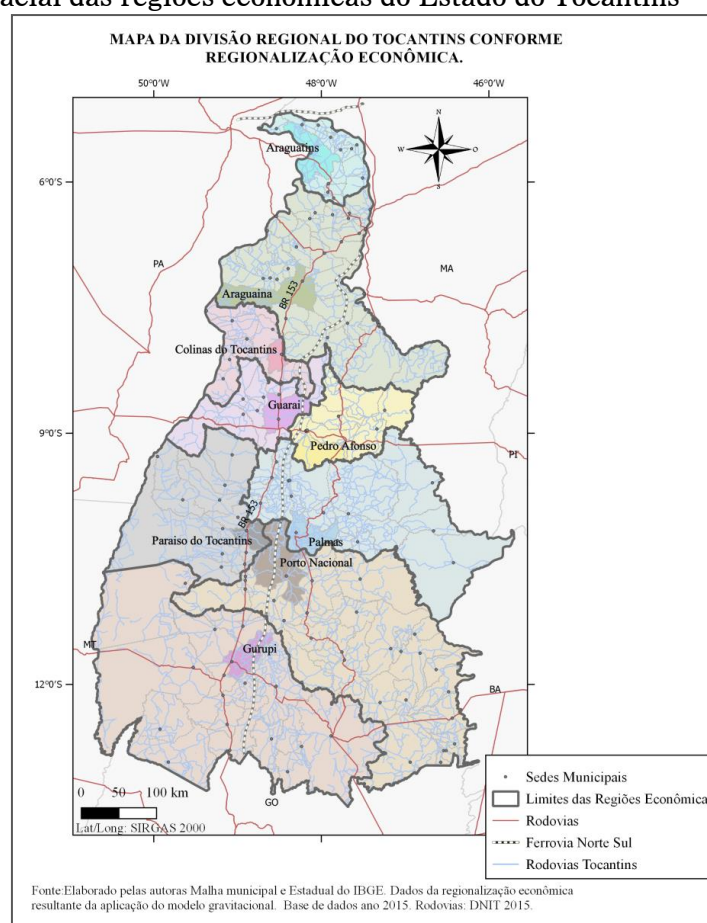 acial das regiões econômicas do Estado do Tocantins
MAPA DA DIVISÃO REGIONAL DO TOCANTINS CONFORME
REGIONALIZAÇÃO ECONÔMICA.
50°0'W
48°0'W
46°0'W
N
W
O
S
Araguatins
6°0'S
PA
MA
BR 153
Araguaina
Colinas do Tocantins
Guarai
9°0'S
Pedro Afonso
PI
BR 153
Paraiso do Tocantins
Palmas
Porto Nacional
Gurupi
MT
12°0'S
BA
GO
0 50 100 km
Lat/Long: SIRGAS 2000
Sedes Municipais
Limites das Regiões Econômica
Rodovias
Ferrovia Norte Sul
Rodovias Tocantins
Fonte:Elaborado pelas autoras Malha municipal e Estadual do IBGE. Dados da regionalização econômica
resultante da aplicação do modelo gravitacional. Base de dados ano 2015. Rodovias: DNIT 2015.